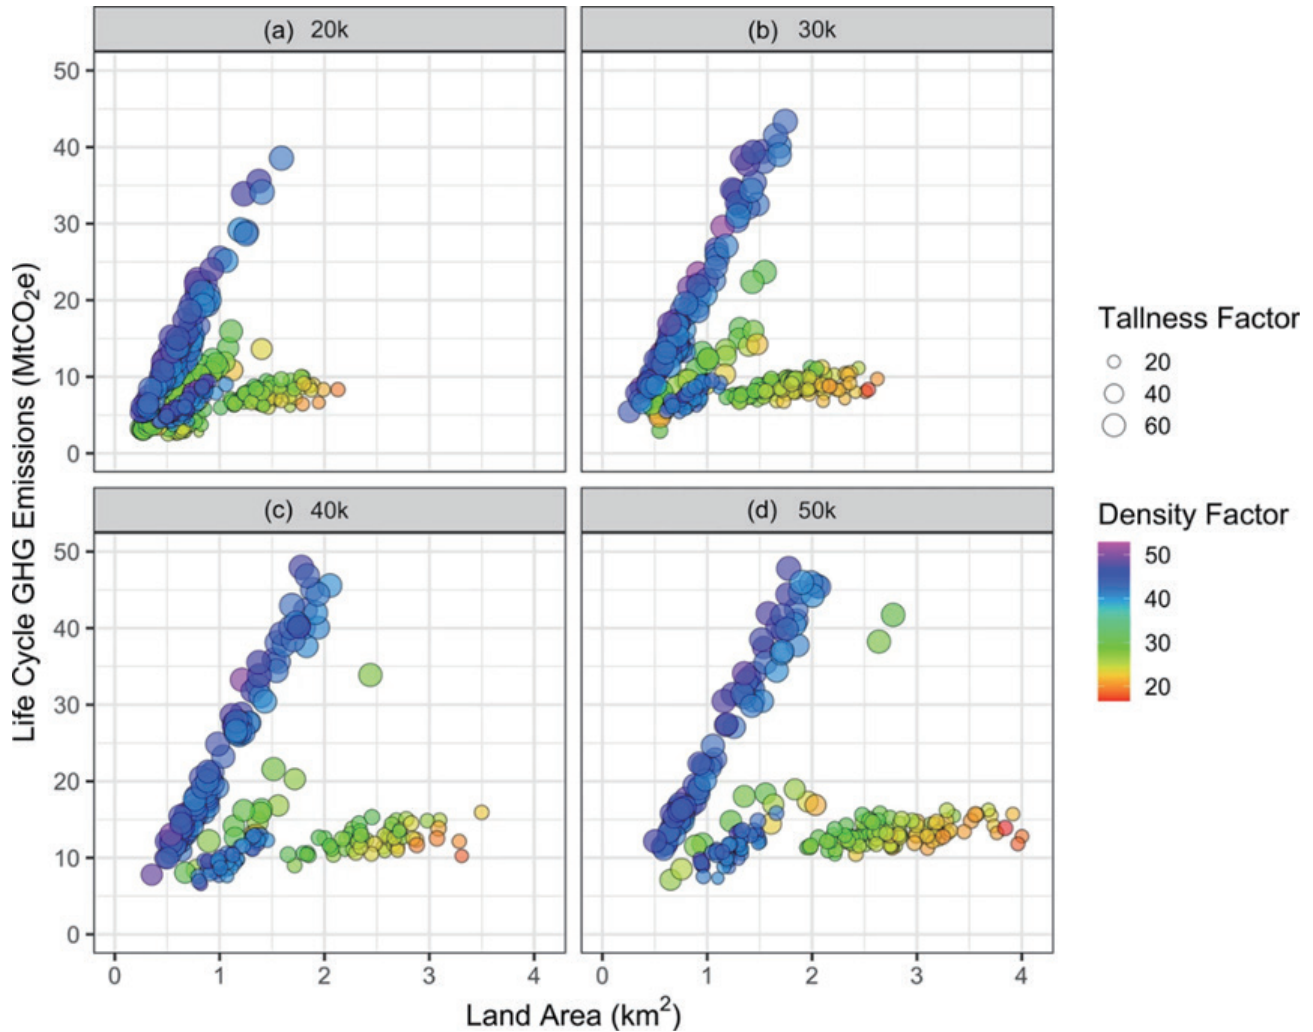 (a) 20k
(b) 30k
50
40
30
20
10
0
(c) 40k
(d) 50k
50
40
30
20
10
0
0 1 2 3 4
0 1 2 3 4
Life Cycle GHG Emissions (MtCO₂e)
Land Area (km²)
Tallness Factor
20
40
60
Density Factor
50
40
30
20